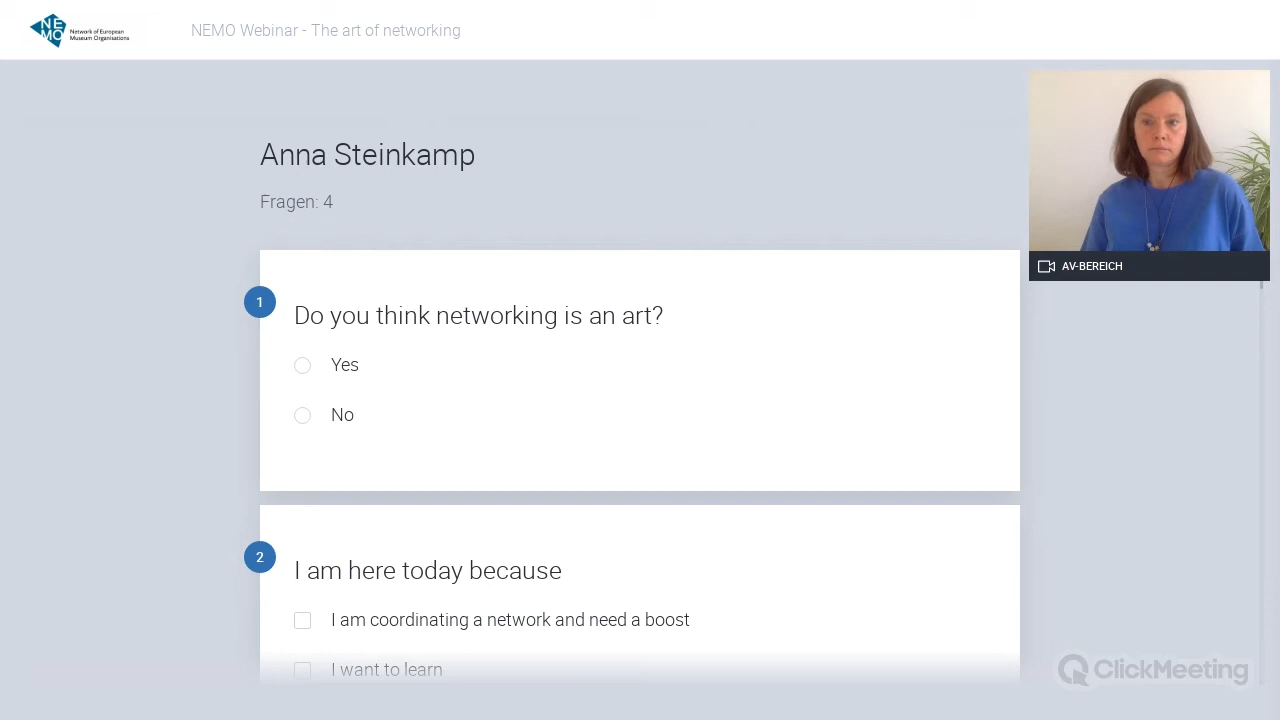 NE
MO
Network of European
Museum Organisations
NEMO Webinar - The art of networking
Anna Steinkamp
Fragen: 4
AV-BEREICH
1
Do you think networking is an art?
Yes
No
2
I am here today because
I am coordinating a network and need a boost
I want to learn
ClickMeeting